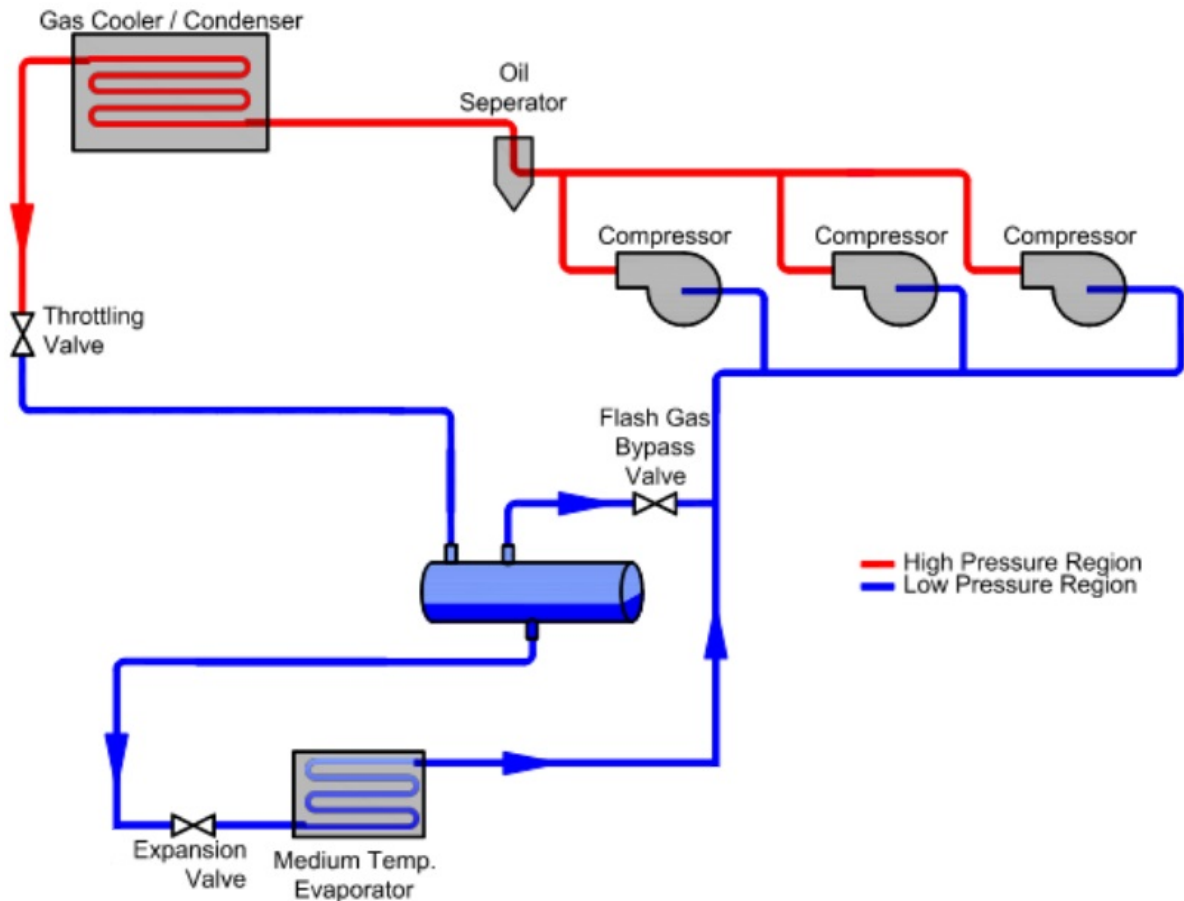 Gas Cooler / Condenser
Oil
Seperator
Compressor
Compressor
Compressor
Throttling
Valve
Flash Gas
Bypass
Valve
High Pressure Region
Low Pressure Region
Expansion
Valve
Medium Temp.
Evaporator